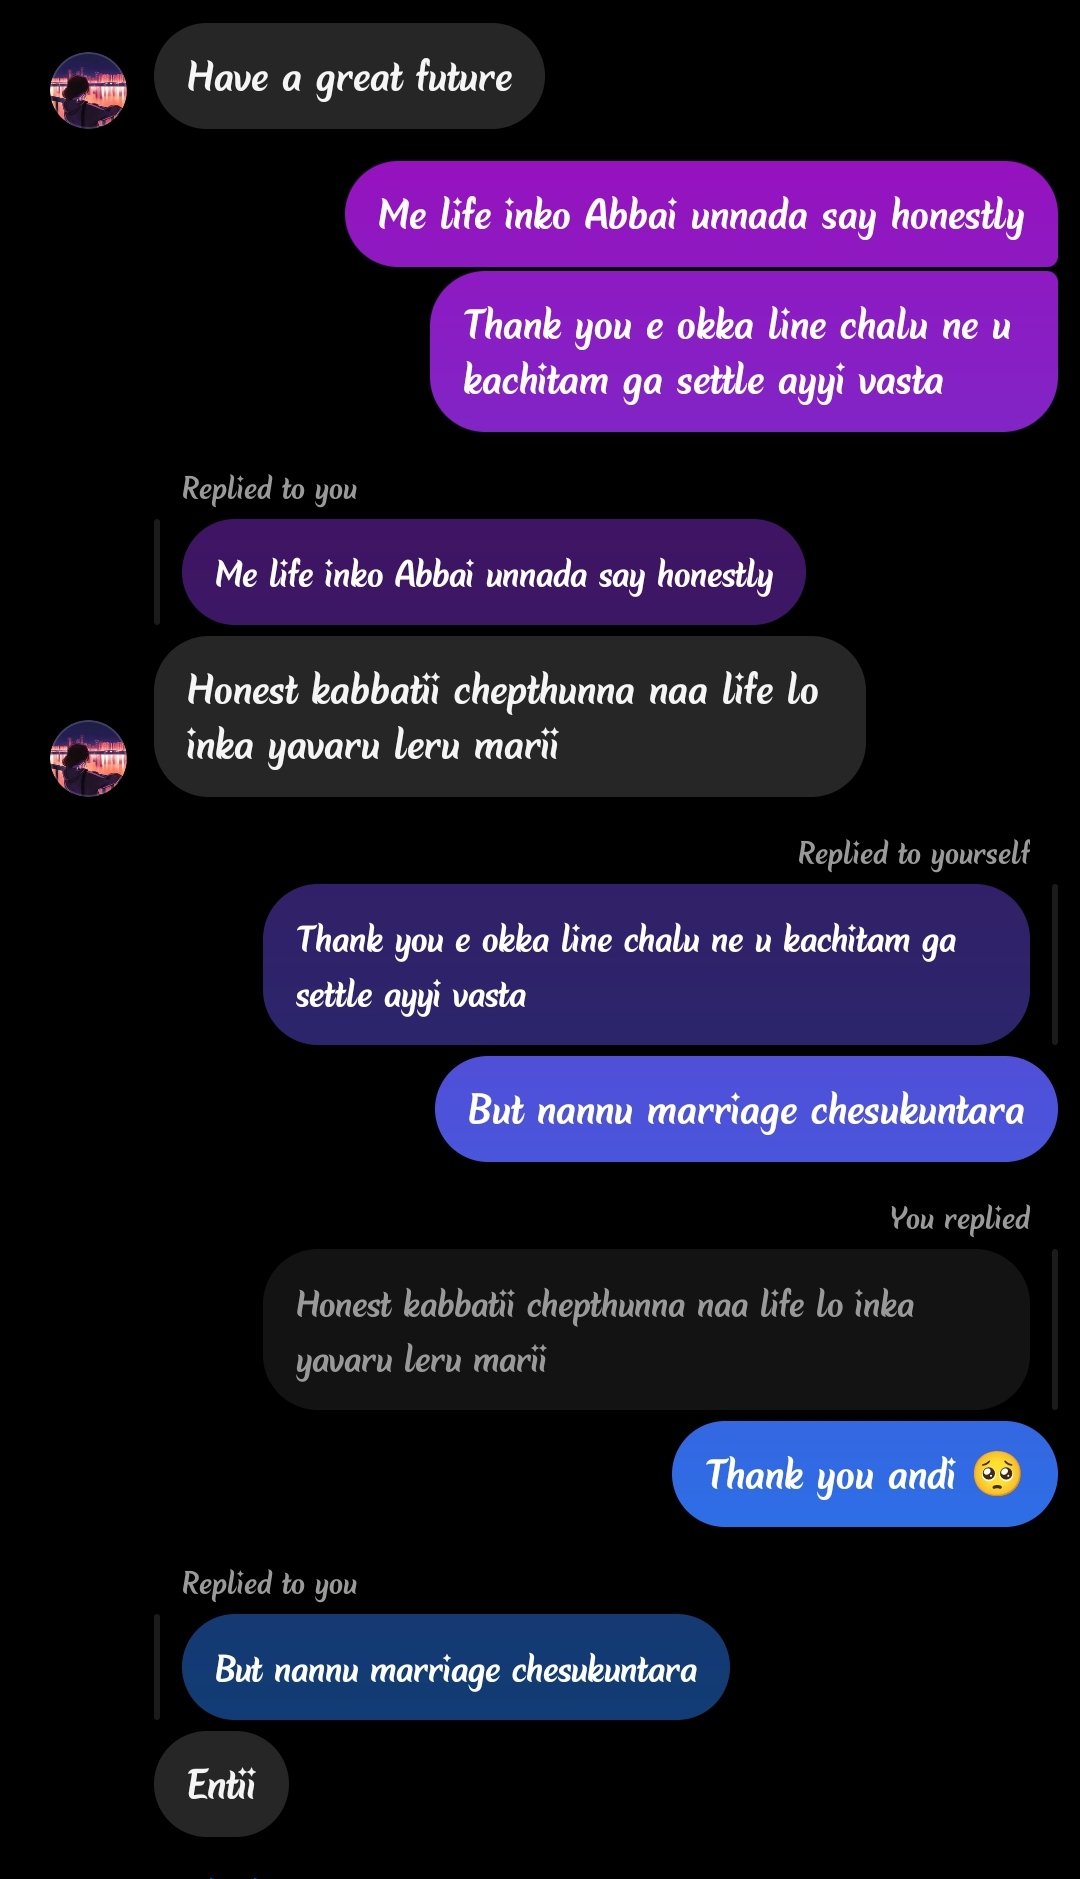 Have a great future
Me life inko Abbai unnada say honestly
Thank you e okka line chalu ne u
kachitam ga settle ayyi vasta
Replied to you
Me life inko Abbai unnada say honestly
Honest kabbatii chepthunna naa life lo
inka yavaru leru marii
Replied to yourself
Thank you e okka line chalu ne u kachitam ga
settle ayyi vasta
But nannu marriage chesukuntara
You replied
Honest kabbatii chepthunna naa life lo inka
yavaru leru marii
Thank you andi 🥺
Replied to you
But nannu marriage chesukuntara
Entii